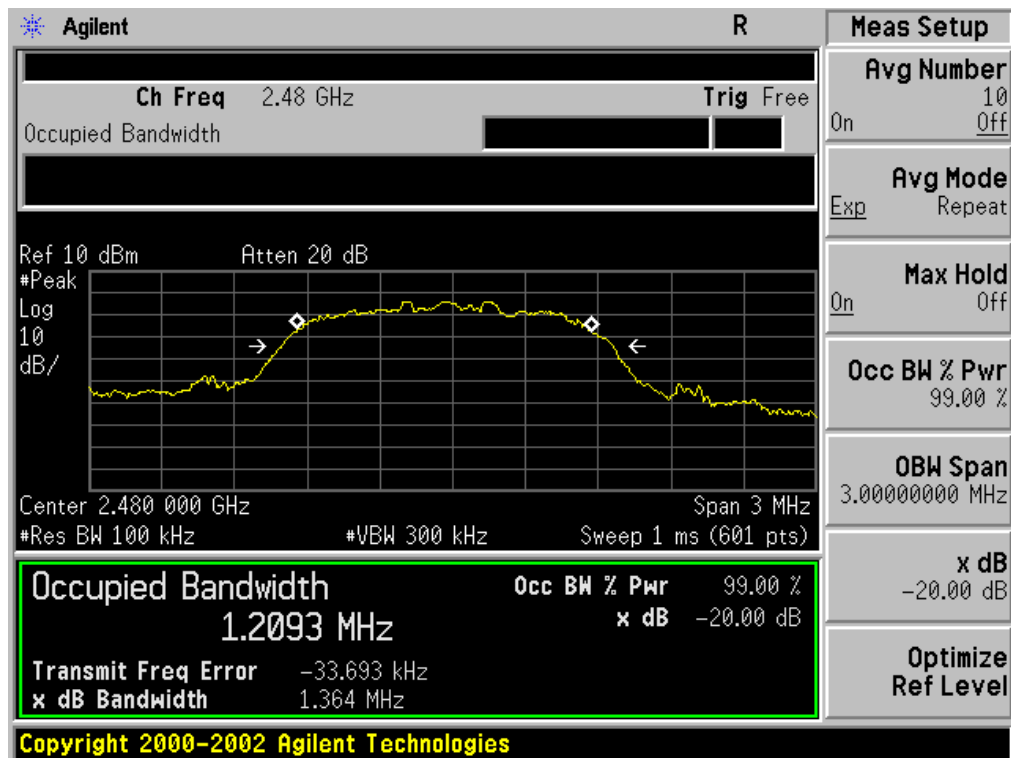 Agilent R
Ch Freq 2.48 GHz Trig Free
Occupied Bandwidth
Ref 10 dBm Atten 20 dB
#Peak
Log
10
dB/
Center 2.480 000 GHz Span 3 MHz
#Res BW 100 kHz #VBW 300 kHz Sweep 1 ms (601 pts)
Occupied Bandwidth
1.2093 MHz
Occ BW % Pwr 99.00 %
x dB -20.00 dB
Transmit Freq Error -33.693 kHz
x dB Bandwidth 1.364 MHz
Copyright 2000-2002 Agilent Technologies
Meas Setup
Avg Number
10
On Off
Avg Mode
Exp Repeat
Max Hold
On Off
Occ BW % Pwr
99.00 %
OBW Span
3.00000000 MHz
x dB
-20.00 dB
Optimize
Ref Level